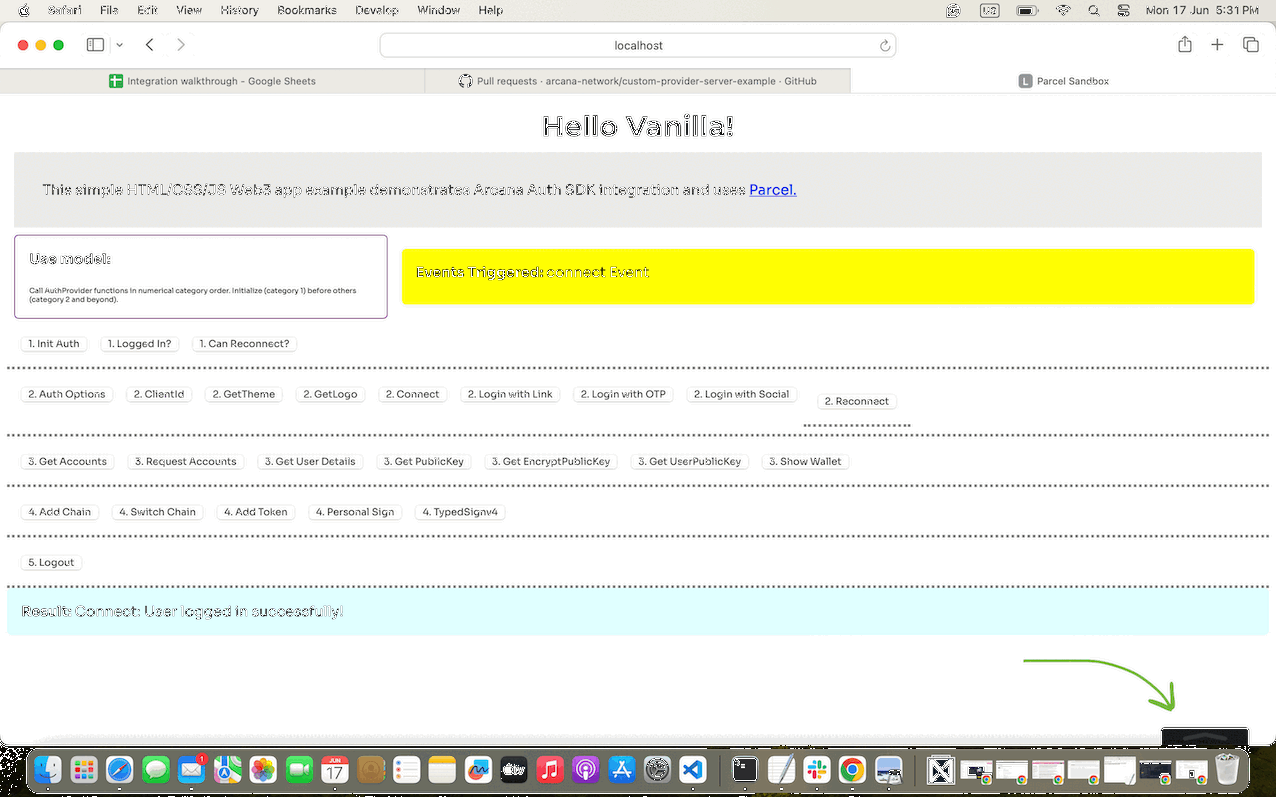 Safari File Edit View History Bookmarks Develop Window Help Mon 17 Jun 5:31 PM
localhost
Integration walkthrough - Google Sheets
Pull requests · arcana-network/custom-provider-server-example · GitHub
L Parcel Sandbox
Hello Vanilla!
This simple HTML/CSS/JS Web3 app example demonstrates Arcana Auth SDK integration and uses Parcel.
Use model:
Call AuthProvider functions in numerical category order. Initialize (category 1) before others
(category 2 and beyond).
Events Triggered: connect Event
1. Init Auth 1. Logged In? 1. Can Reconnect?
2. Auth Options 2. ClientId 2. GetTheme 2. GetLogo 2. Connect 2. Login with Link 2. Login with OTP 2. Login with Social 2. Reconnect
3. Get Accounts 3. Request Accounts 3. Get User Details 3. Get PublicKey 3. Get EncryptPublicKey 3. Get UserPublicKey 3. Show Wallet
4. Add Chain 4. Switch Chain 4. Add Token 4. Personal Sign 4. TypedSignv4
5. Logout
Result: Connect: User logged in successfully!
1
JUN
17
tv